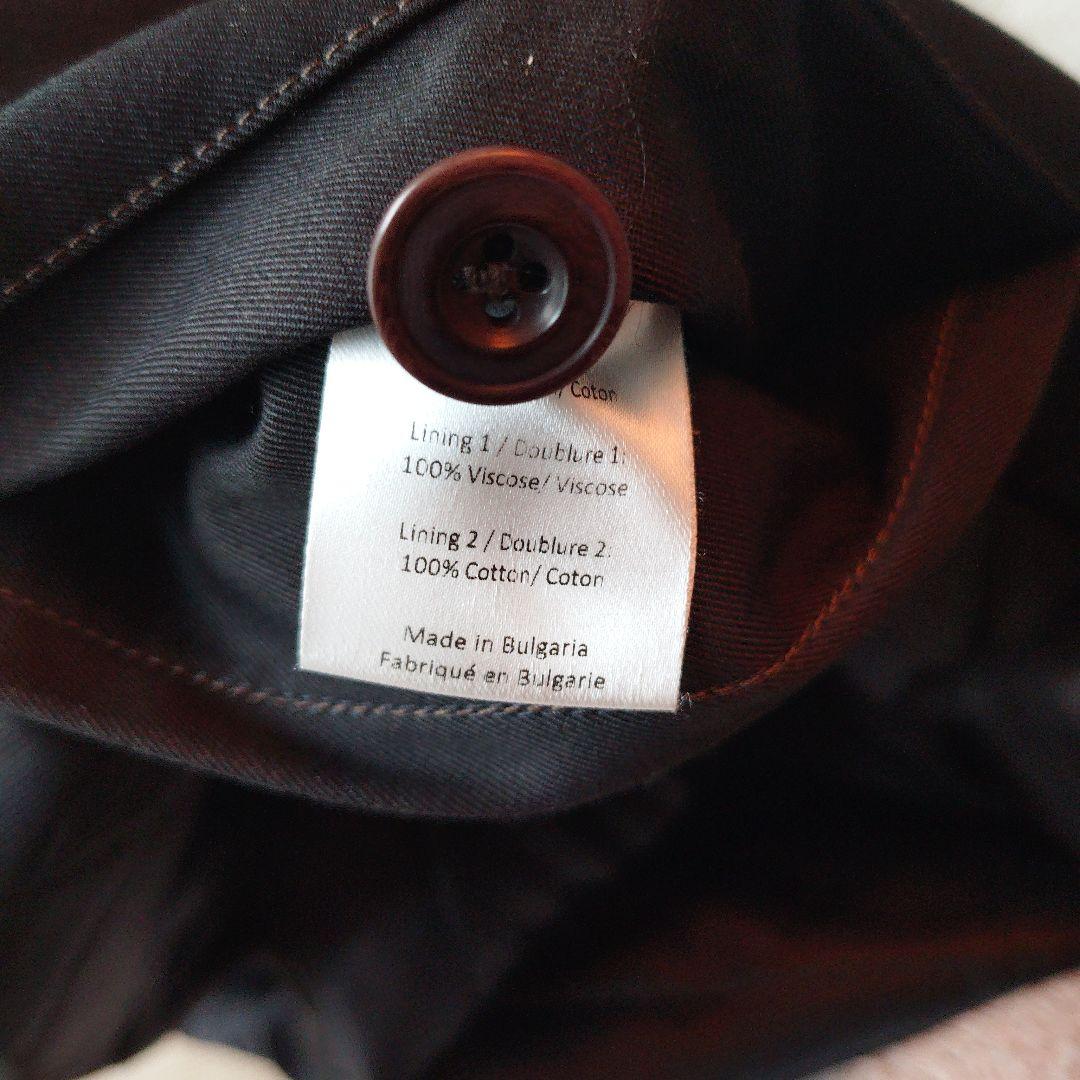 / Coton
Lining 1 / Doublure 1:
100% Viscose/ Viscose
Lining 2 / Doublure 2:
100% Cotton/ Coton
Made in Bulgaria
Fabriqué en Bulgarie